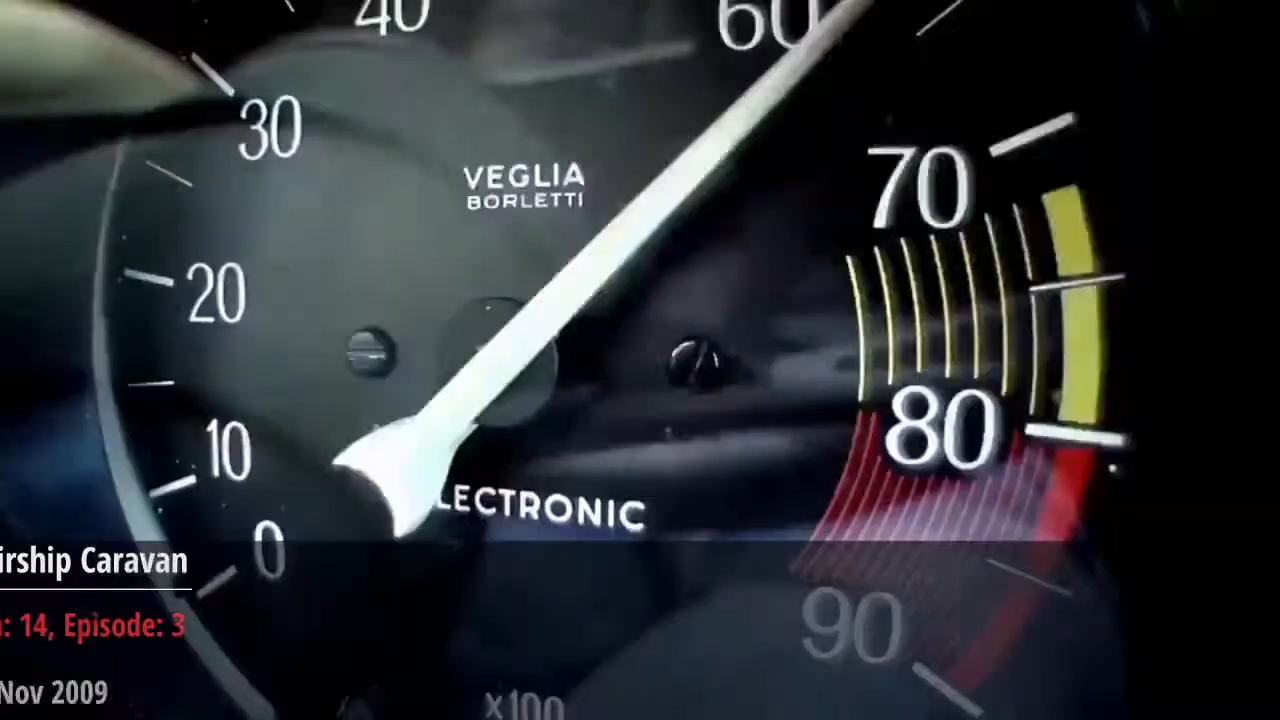 40
60
30
VEGLIA
BORLETTI
70
20
80
10
LECTRONIC
0
irship Caravan
: 14, Episode: 3
90
Nov 2009
x100